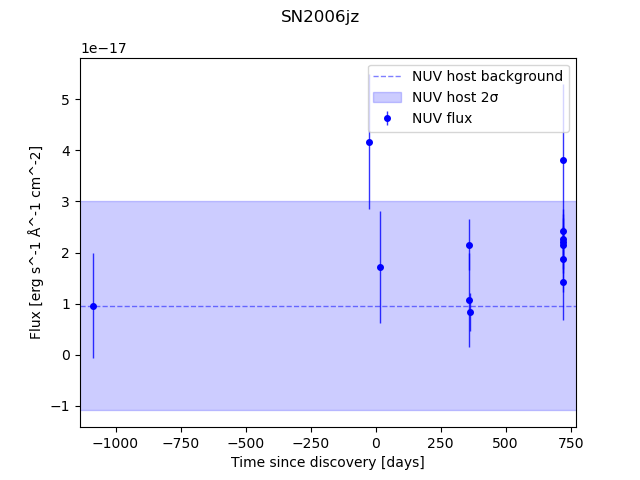 SN2006jz
1e−17
NUV host background
NUV host 2σ
NUV flux
5
4
3
2
1
0
−1
Flux [erg s^-1 Å^-1 cm^-2]
−1000 −750 −500 −250 0 250 500 750
Time since discovery [days]